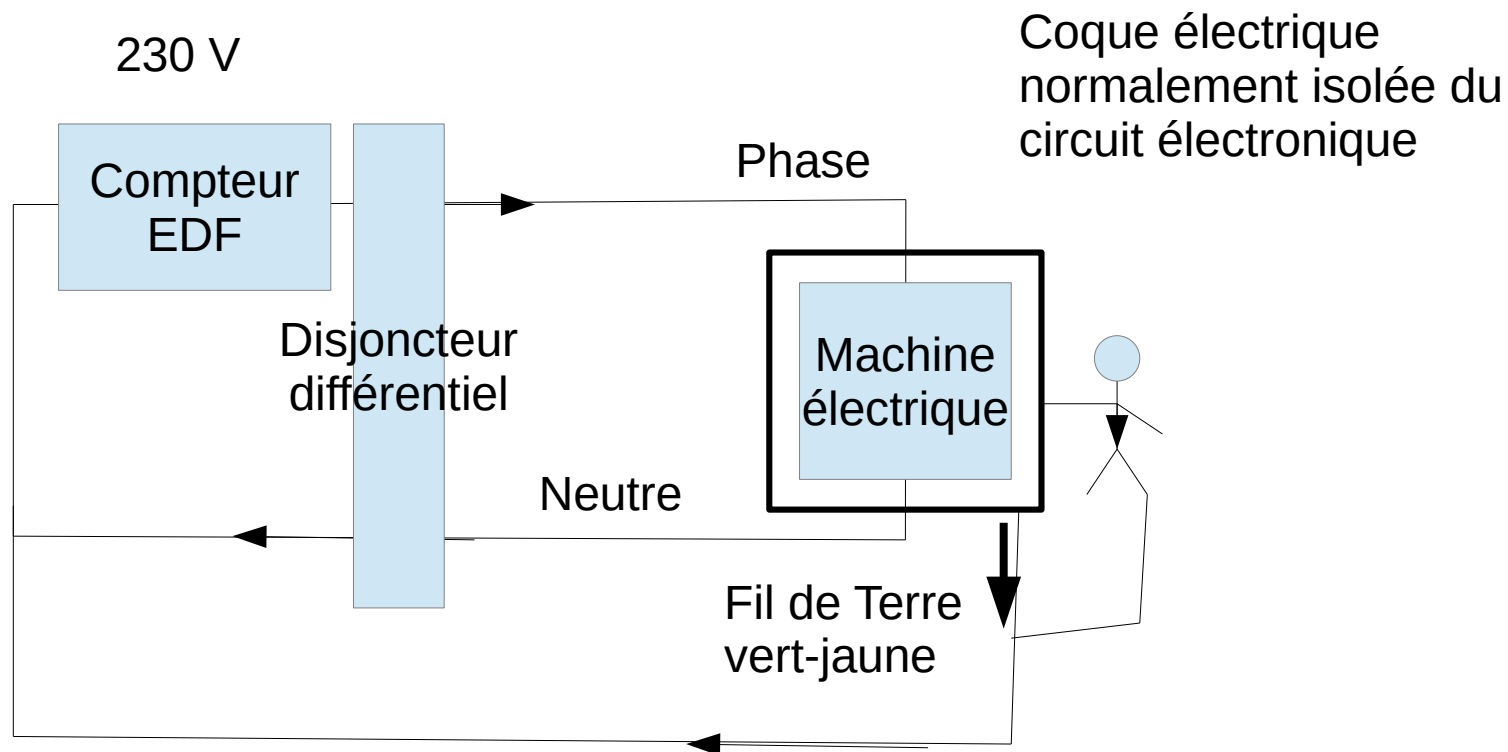 230 V
Coque électrique
normalement isolée du
circuit électronique
Phase
Compteur
EDF
Disjoncteur
différentiel
Machine
électrique
Neutre
Fil de Terre
vert-jaune